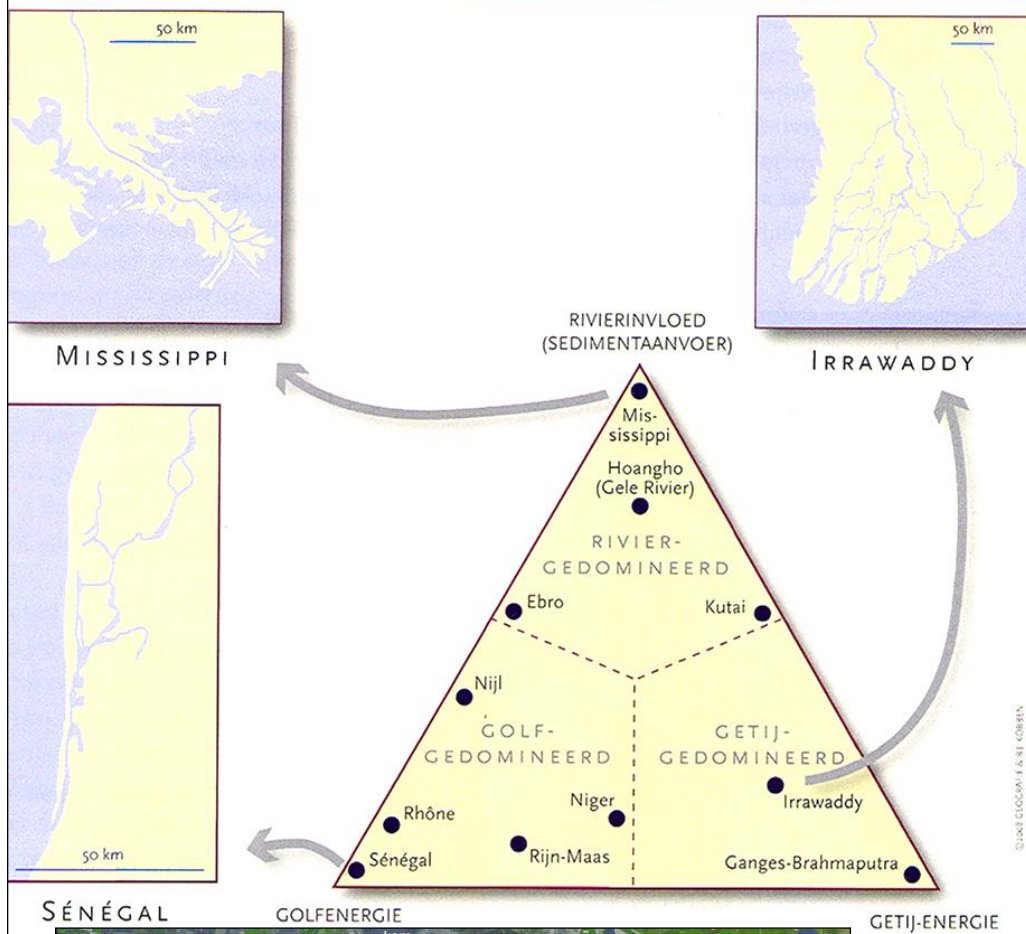 50 km
50 km
MISSISSIPPI
IRRAWADDY
RIVIERINVLOED
(SEDIMENTAANVOER)
Mis-
sissippi
Hoangho
(Gele Rivier)
RIVIER-
GEDOMINEERD
Ebro
Kutai
Nijl
GOLF-
GEDOMINEERD
GETIJ-
GEDOMINEERD
Irrawaddy
Niger
Rhône
Rijn-Maas
Sénégal
Ganges-Brahmaputra
50 km
SÉNÉGAL
GOLFENERGIE
GETIJ-ENERGIE